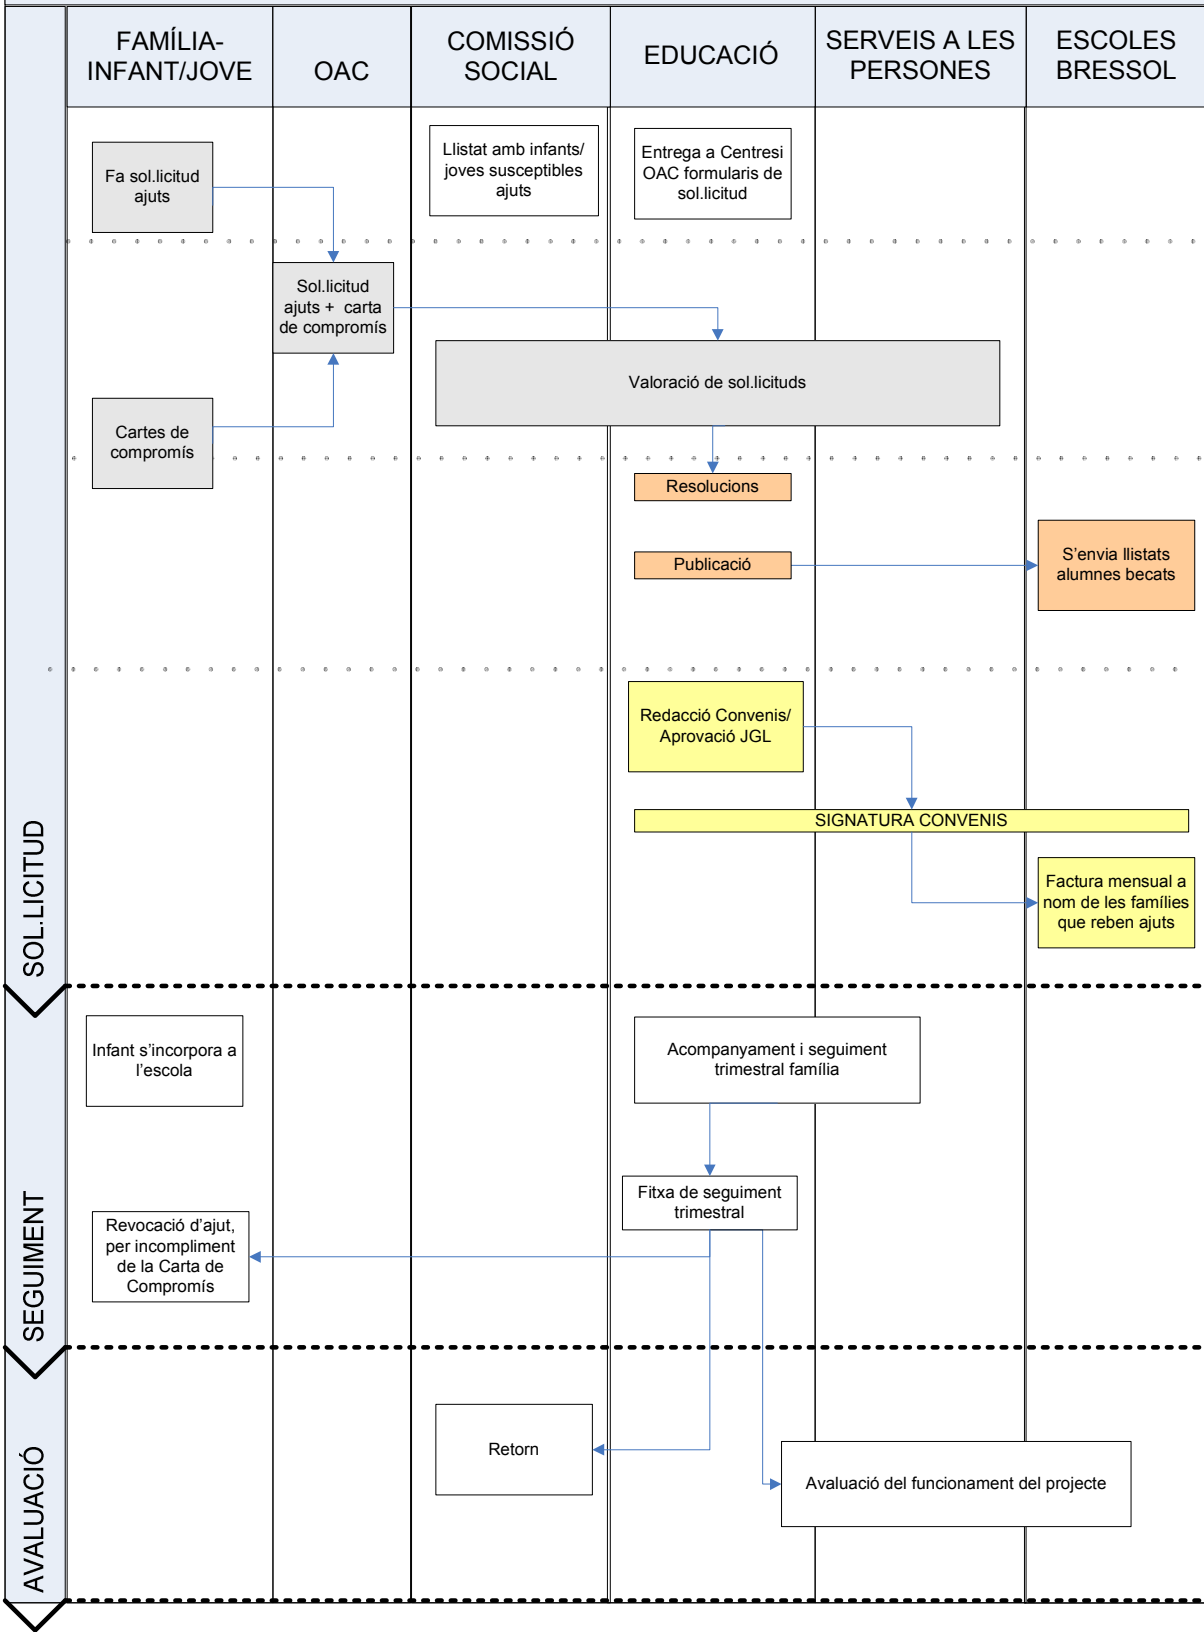 FAMÍLIA-
INFANT/JOVE
OAC
COMISSIÓ
SOCIAL
EDUCACIÓ
SERVEIS A LES
PERSONES
ESCOLES
BRESSOL
SOL.LICITUD
Fa sol.licitud
ajuts
Llistat amb infants/
joves susceptibles
ajuts
Entrega a Centresi
OAC formularis de
sol.licitud
Sol.licitud
ajuts + carta
de compromís
Valoració de sol.licituds
Cartes de
compromís
Resolucions
Publicació
S'envia llistats
alumnes becats
Redacció Convenis/
Aprovació JGL
SIGNATURA CONVENIS
Factura mensual a
nom de les famílies
que reben ajuts
SEGUIMENT
Infant s'incorpora a
l'escola
Acompanyament i seguiment
trimestral família
Fitxa de seguiment
trimestral
Revocació d'ajut,
per incompliment
de la Carta de
Compromís
AVALUACIÓ
Retorn
Avaluació del funcionament del projecte